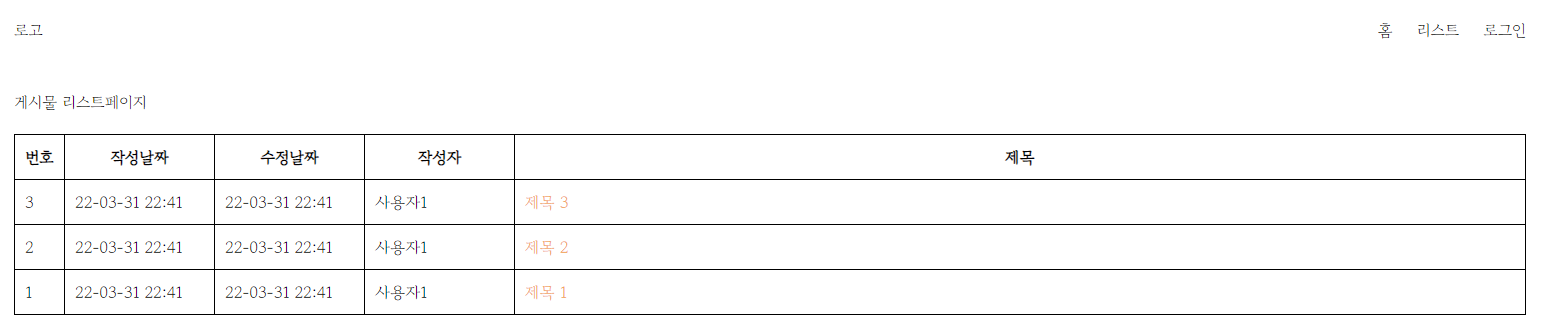 로고 홈 리스트 로그인
게시물 리스트페이지
번호 작성날짜 수정날짜 작성자 제목
3 22-03-31 22:41 22-03-31 22:41 사용자1 제목 3
2 22-03-31 22:41 22-03-31 22:41 사용자1 제목 2
1 22-03-31 22:41 22-03-31 22:41 사용자1 제목 1